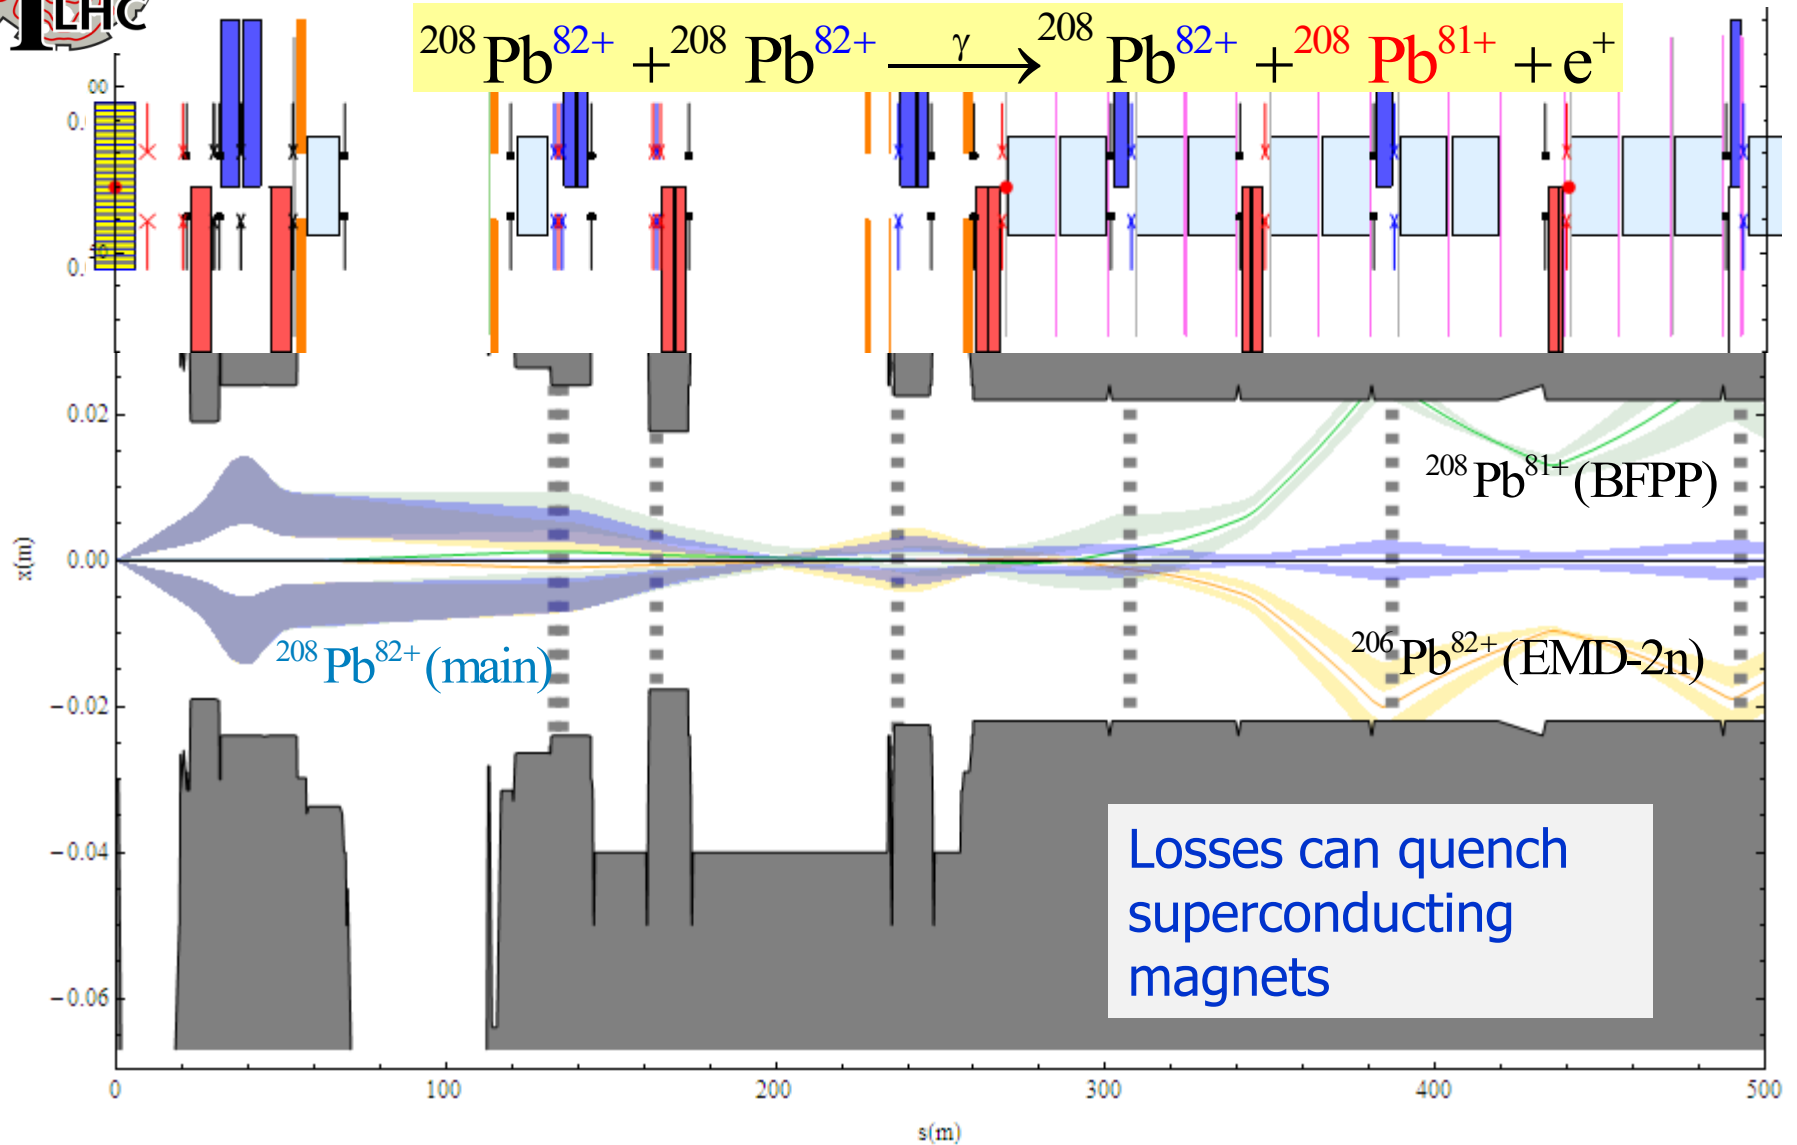 LHC
²⁰⁸Pb⁸²⁺ + ²⁰⁸Pb⁸²⁺ —γ→ ²⁰⁸Pb⁸²⁺ + ²⁰⁸Pb⁸¹⁺ + e⁺
0.02
0.00
−0.02
−0.04
−0.06
x(m)
²⁰⁸Pb⁸¹⁺(BFPP)
²⁰⁸Pb⁸²⁺(main)
²⁰⁶Pb⁸²⁺(EMD-2n)
Losses can quench
superconducting
magnets
0 100 200 300 400 500
s(m)